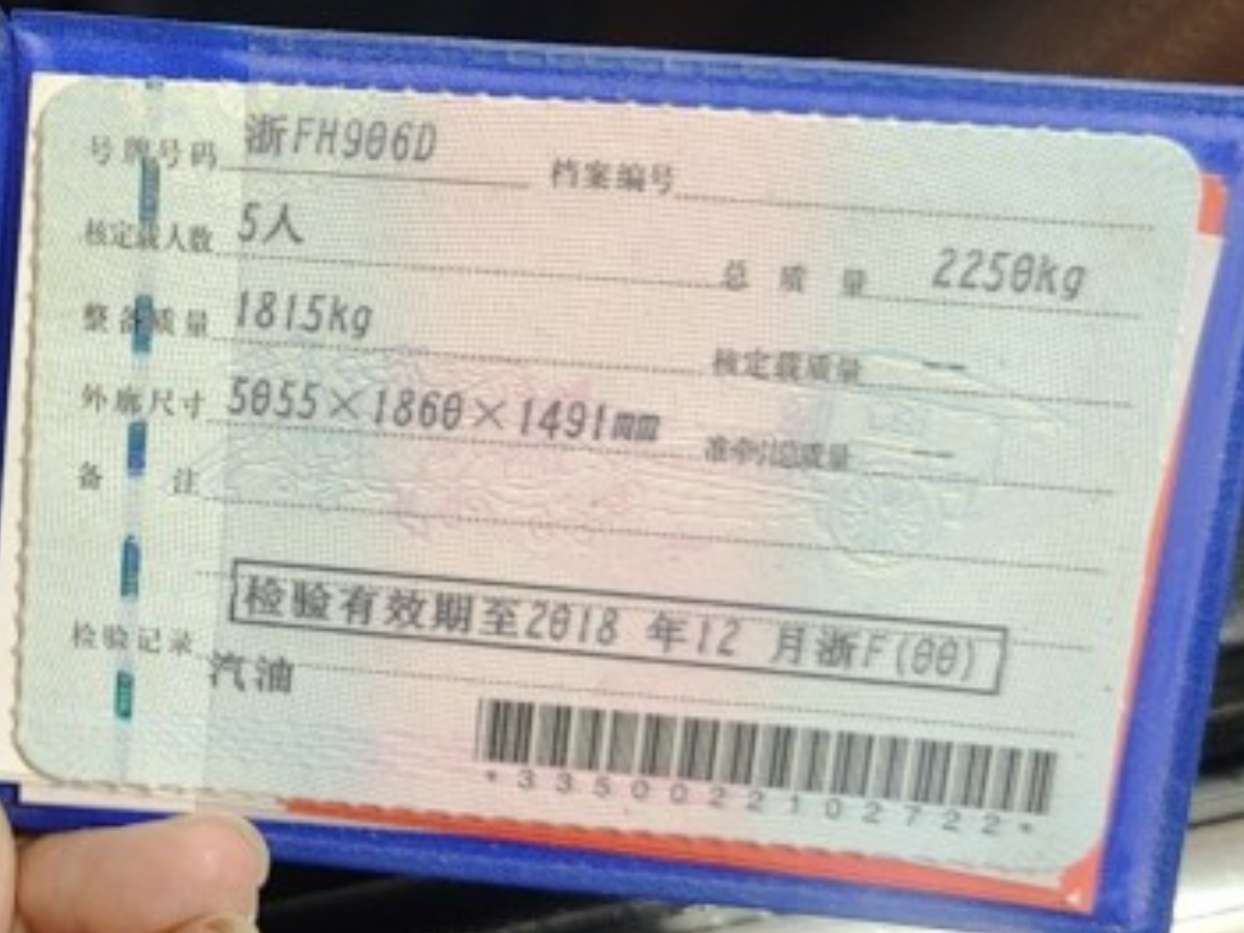 号牌号码 浙FH906D 档案编号
核定载人数 5人 总质量 2250kg
整备质量 1815kg 核定载质量 --
外廓尺寸 5055×1860×1491mm 准牵引总质量 --
备注
检验有效期至2018 年12 月浙F(00)
检验记录
汽油
*3350022102722*